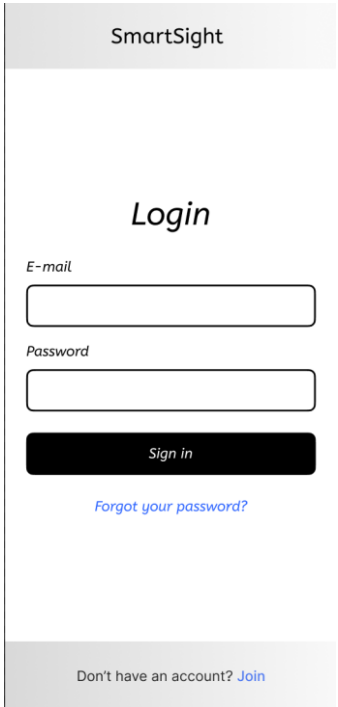 SmartSight
Login
E-mail
Password
Sign in
Forgot your password?
Don’t have an account? Join